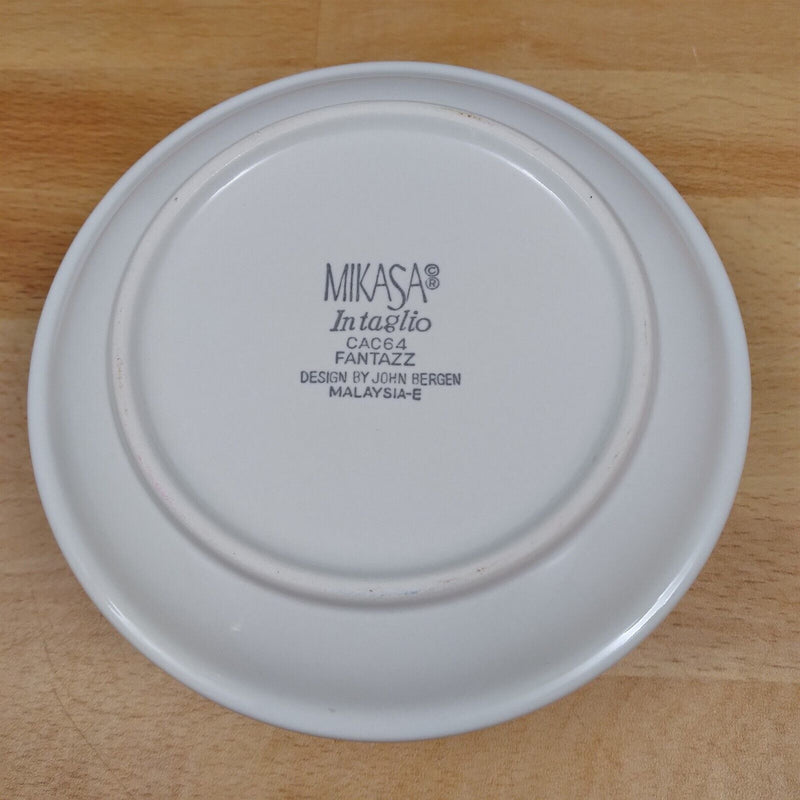 MIKASA©®
Intaglio
CAC64
FANTAZZ
DESIGN BY JOHN BERGEN
MALAYSIA-E